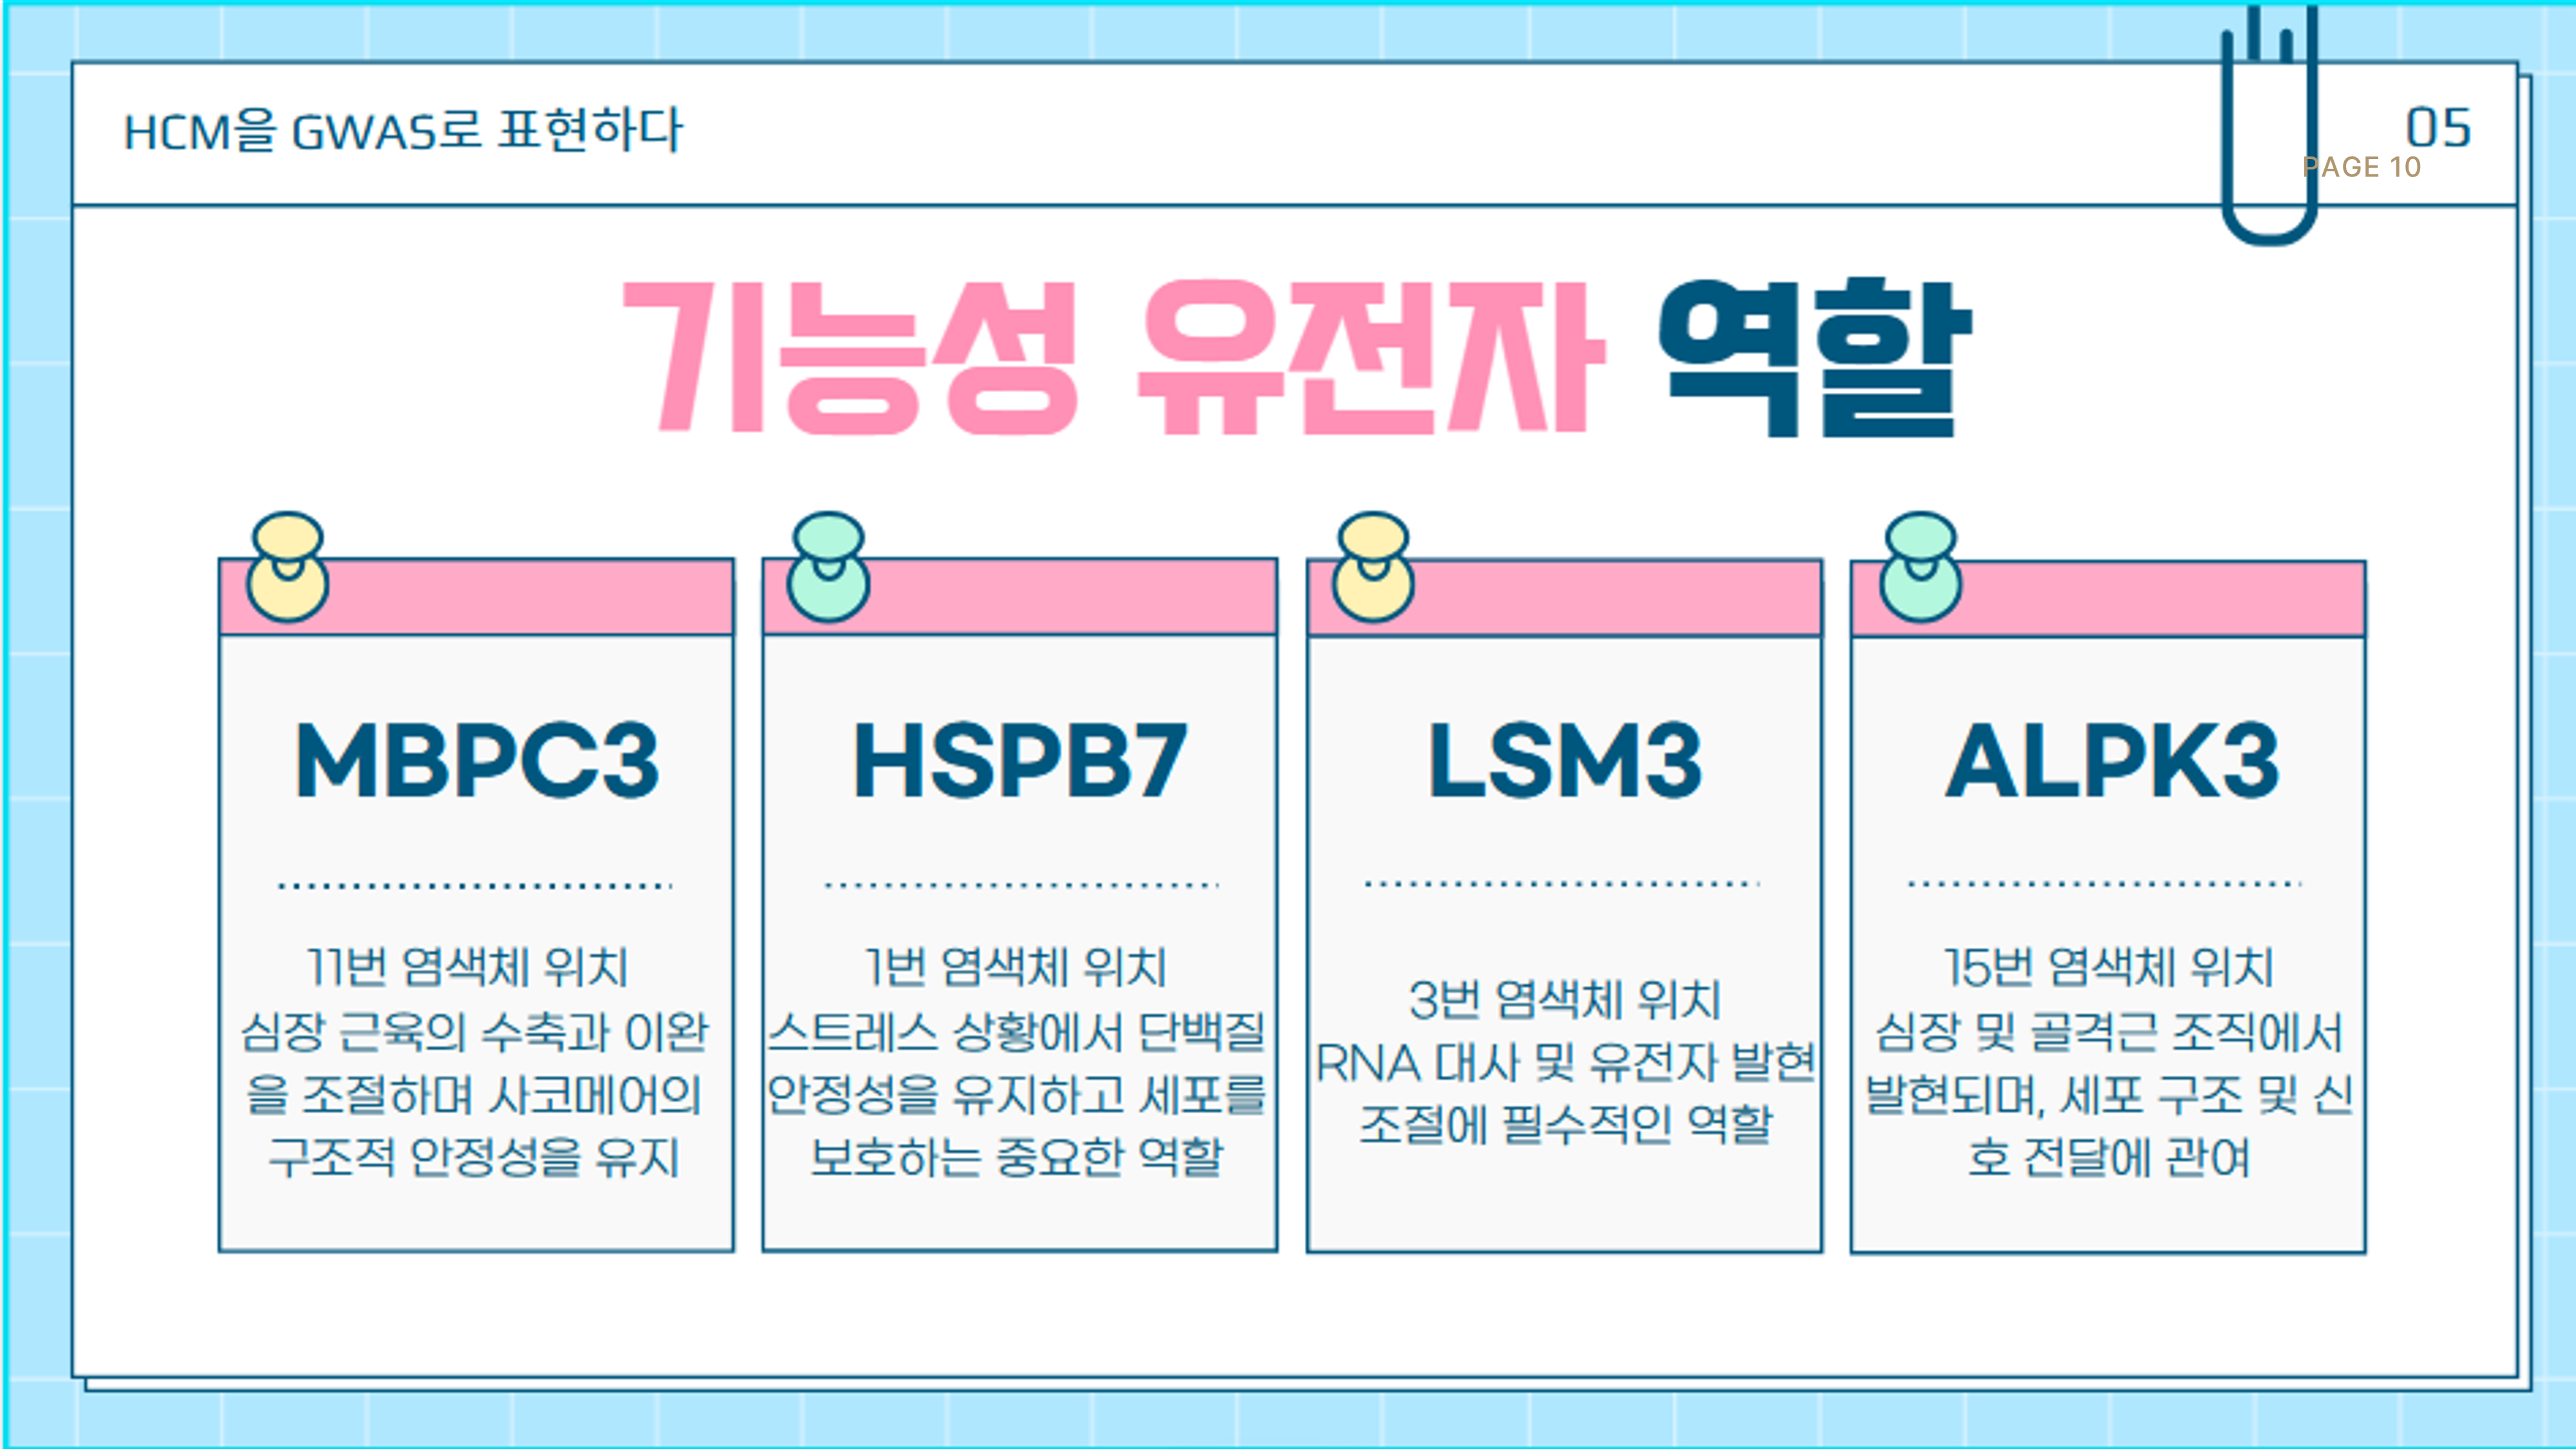 HCM을 GWAS로 표현하다
05
PAGE 10
기능성 유전자 역할
MBPC3
11번 염색체 위치
심장 근육의 수축과 이완
을 조절하며 사코메어의
구조적 안정성을 유지
HSPB7
1번 염색체 위치
스트레스 상황에서 단백질
안정성을 유지하고 세포를
보호하는 중요한 역할
LSM3
3번 염색체 위치
RNA 대사 및 유전자 발현
조절에 필수적인 역할
ALPK3
15번 염색체 위치
심장 및 골격근 조직에서
발현되며, 세포 구조 및 신
호 전달에 관여